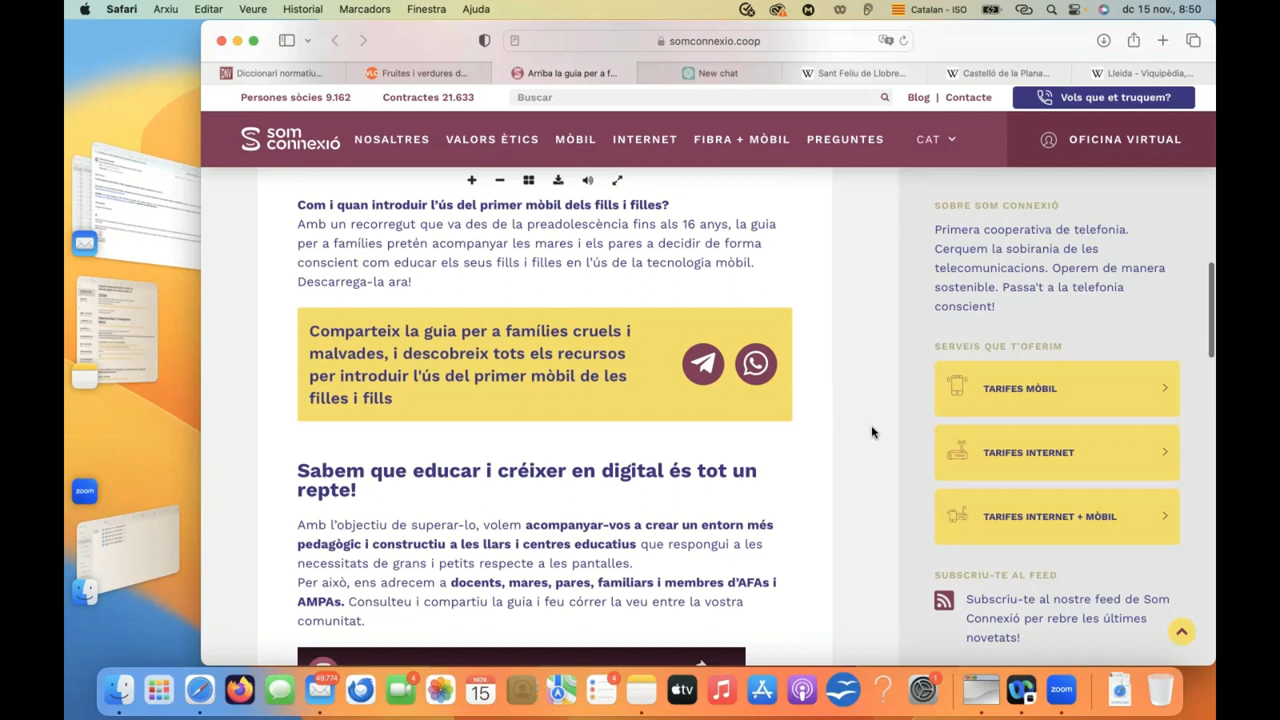 Safari Arxiu Editar Veure Historial Marcadors Finestra Ajuda
Catalan - ISO
dc 15 nov., 8:50
somconnexio.coop
Diccionari normatiu...
Fruites i verdures d...
Arriba la guia per a f...
New chat
Sant Feliu de Llobre...
Castelló de la Plana...
Lleida - Viquipèdia,...
Persones sòcies 9.162
Contractes 21.633
Buscar
Blog | Contacte
Vols que et truquem?
som
connexió
NOSALTRES VALORS ÈTICS MÒBIL INTERNET FIBRA + MÒBIL PREGUNTES
CAT
OFICINA VIRTUAL
Com i quan introduir l’ús del primer mòbil dels fills i filles?
Amb un recorregut que va des de la preadolescència fins als 16 anys, la guia
per a famílies pretén acompanyar les mares i els pares a decidir de forma
conscient com educar els seus fills i filles en l’ús de la tecnologia mòbil.
Descarrega-la ara!
Comparteix la guia per a famílies cruels i
malvades, i descobreix tots els recursos
per introduir l'ús del primer mòbil de les
filles i fills
Sabem que educar i créixer en digital és tot un
repte!
Amb l’objectiu de superar-lo, volem acompanyar-vos a crear un entorn més
pedagògic i constructiu a les llars i centres educatius que respongui a les
necessitats de grans i petits respecte a les pantalles.
Per això, ens adrecem a docents, mares, pares, familiars i membres d’AFAs i
AMPAs. Consulteu i compartiu la guia i feu córrer la veu entre la vostra
comunitat.
SOBRE SOM CONNEXIÓ
Primera cooperativa de telefonia.
Cerquem la sobirania de les
telecomunicacions. Operem de manera
sostenible. Passa't a la telefonia
conscient!
SERVEIS QUE T'OFERIM
TARIFES MÒBIL
TARIFES INTERNET
TARIFES INTERNET + MÒBIL
SUBSCRIU-TE AL FEED
Subscriu-te al nostre feed de Som
Connexió per rebre les últimes
novetats!
zoom
49.774
4
NOV.
15
4
tv
1
zoom